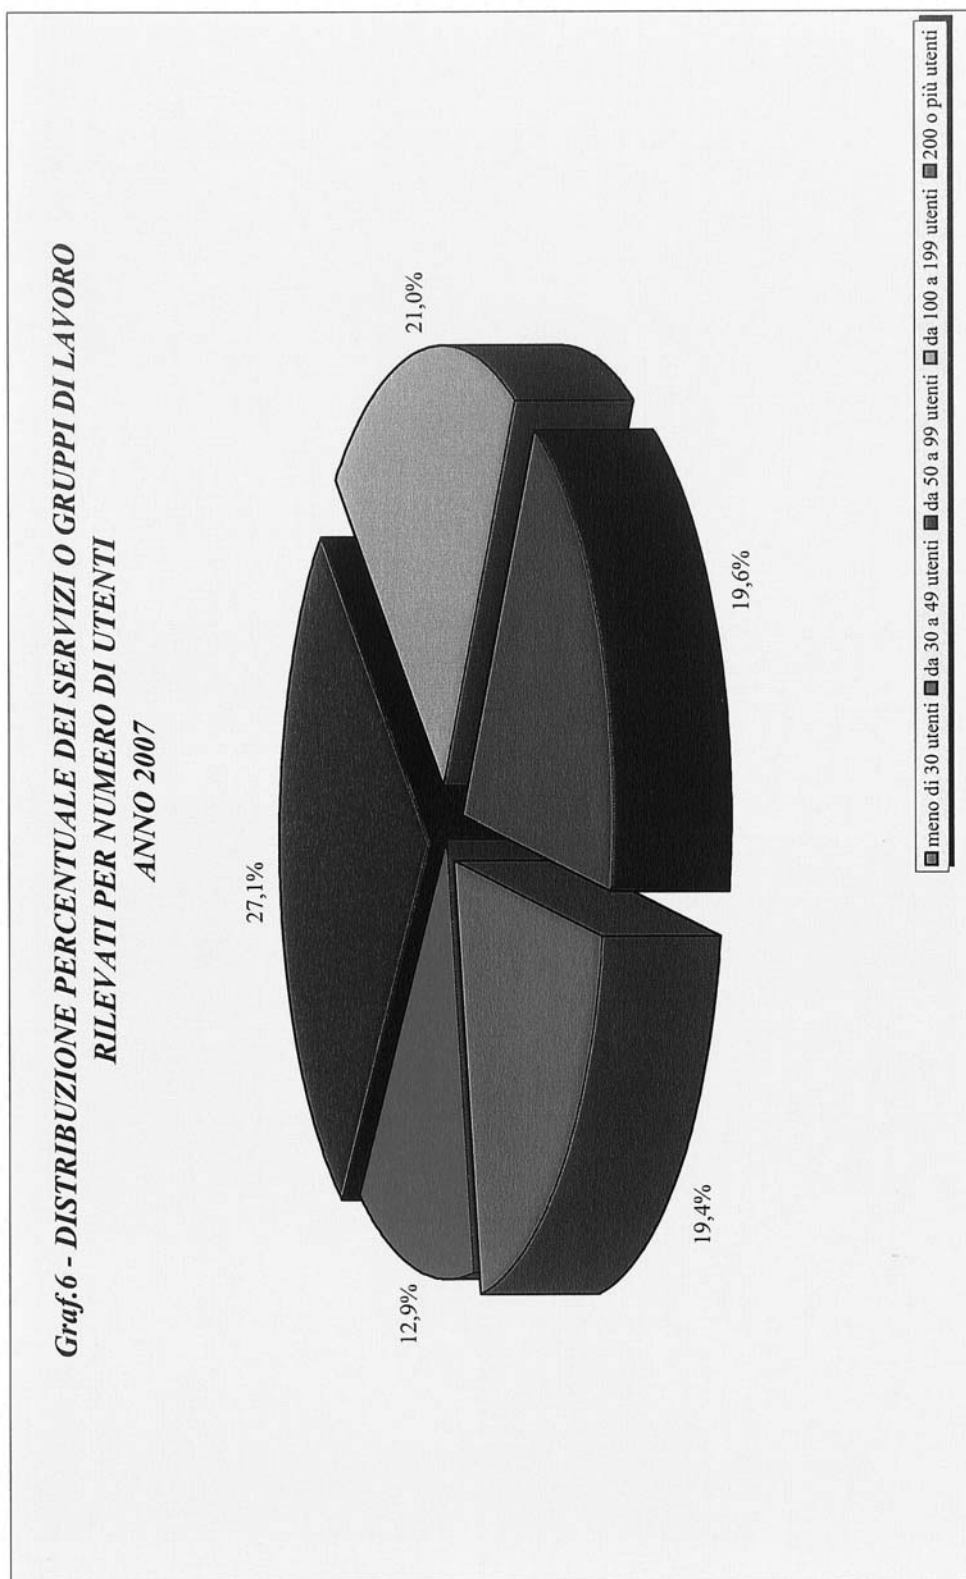 Graf.6 - DISTRIBUZIONE PERCENTUALE DEI SERVIZI O GRUPPI DI LAVORO
RILEVATI PER NUMERO DI UTENTI
ANNO 2007
27,1%
21,0%
12,9%
19,6%
19,4%
meno di 30 utenti da 30 a 49 utenti da 50 a 99 utenti da 100 a 199 utenti 200 o più utenti